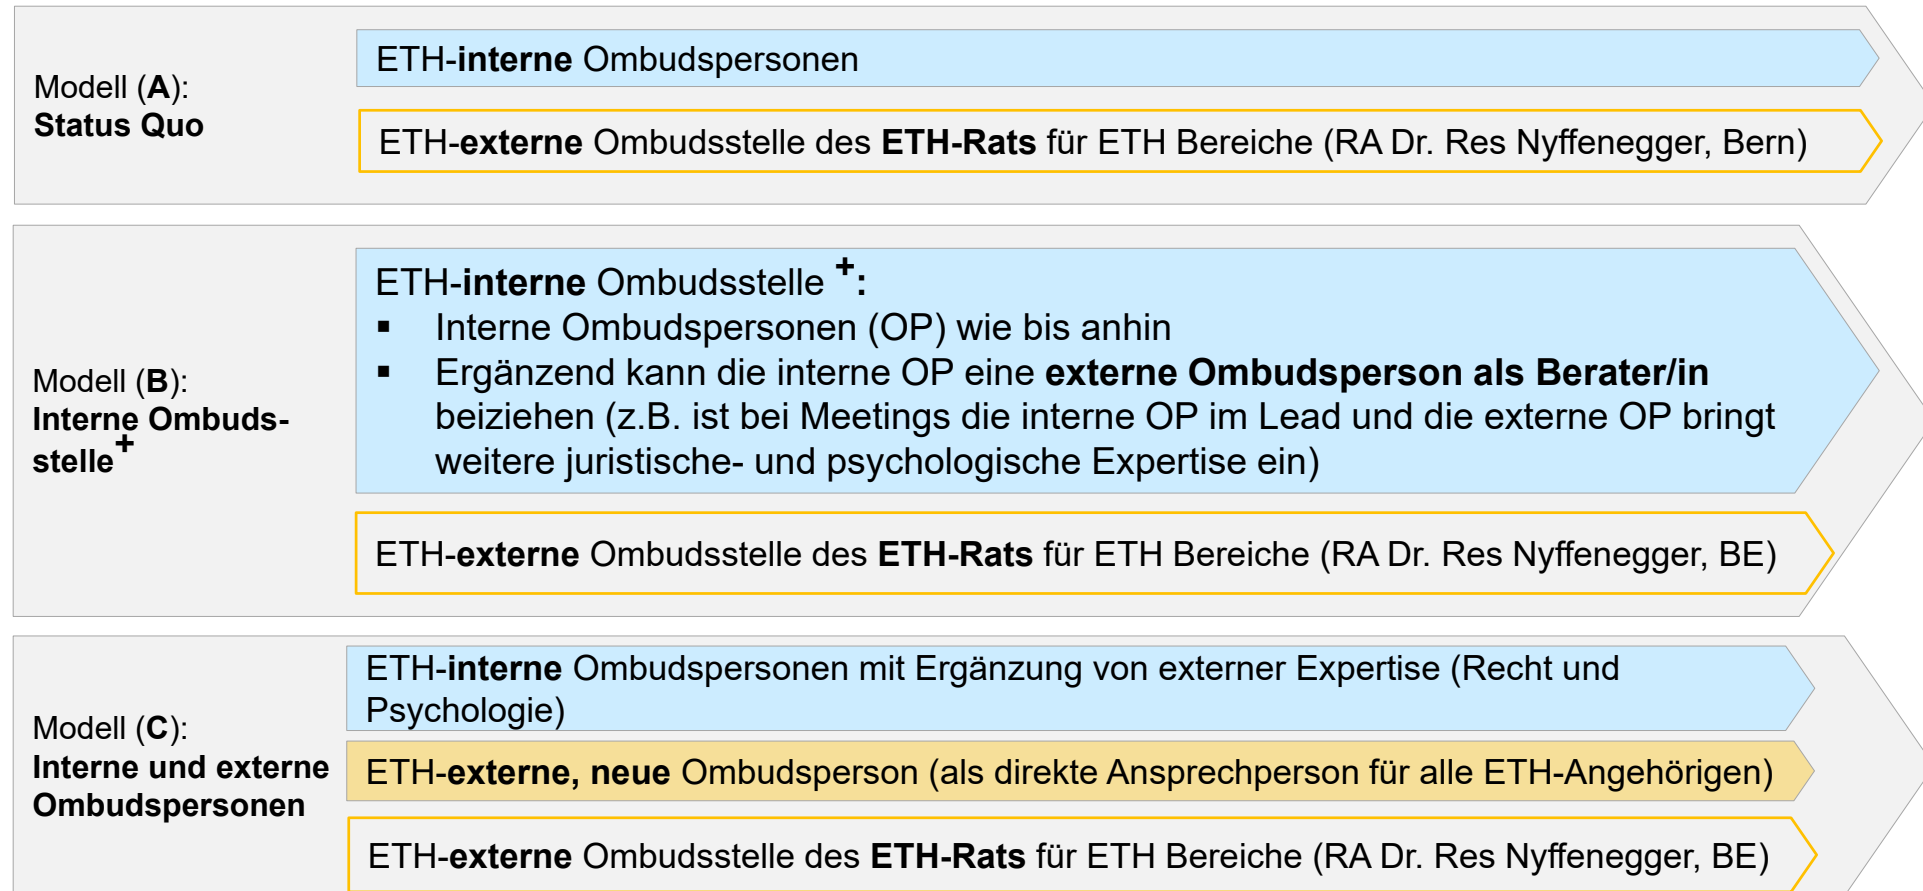 Modell (A):
Status Quo
ETH-interne Ombudspersonen
ETH-externe Ombudsstelle des ETH-Rats für ETH Bereiche (RA Dr. Res Nyffenegger, Bern)
Modell (B):
Interne Ombuds-
stelle+
ETH-interne Ombudsstelle +:
▪ Interne Ombudspersonen (OP) wie bis anhin
▪ Ergänzend kann die interne OP eine externe Ombudsperson als Berater/in
beiziehen (z.B. ist bei Meetings die interne OP im Lead und die externe OP bringt
weitere juristische- und psychologische Expertise ein)
ETH-externe Ombudsstelle des ETH-Rats für ETH Bereiche (RA Dr. Res Nyffenegger, BE)
Modell (C):
Interne und externe
Ombudspersonen
ETH-interne Ombudspersonen mit Ergänzung von externer Expertise (Recht und
Psychologie)
ETH-externe, neue Ombudsperson (als direkte Ansprechperson für alle ETH-Angehörigen)
ETH-externe Ombudsstelle des ETH-Rats für ETH Bereiche (RA Dr. Res Nyffenegger, BE)